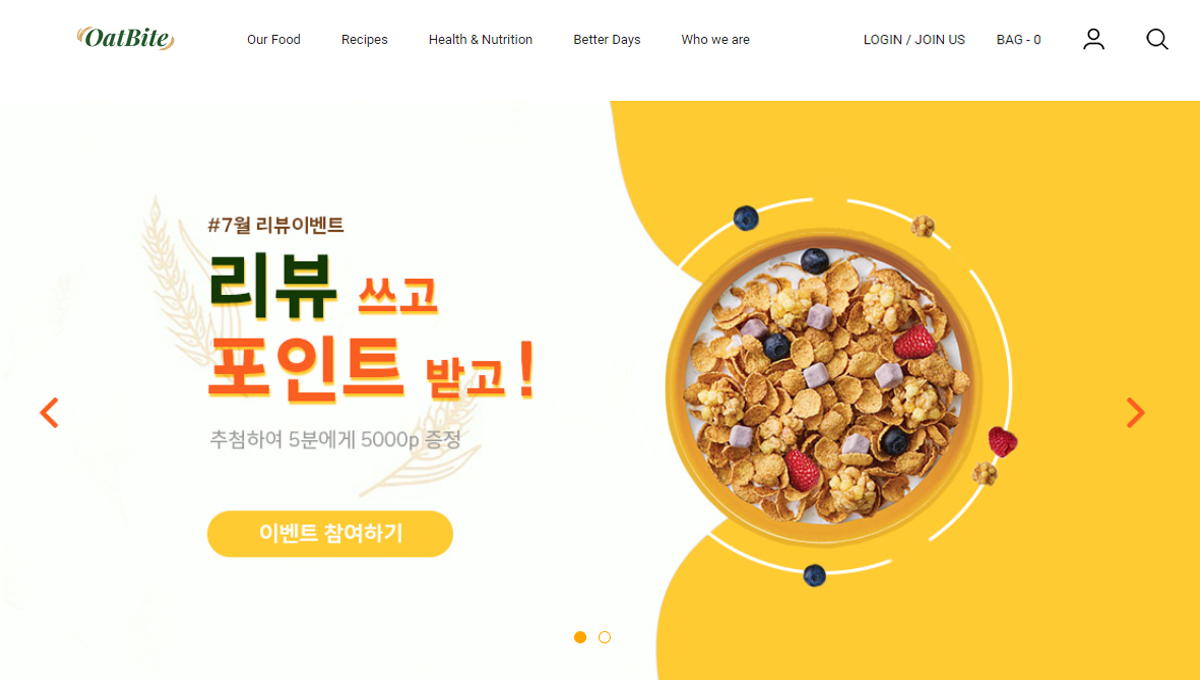 OatBite
Our Food
Recipes
Health & Nutrition
Better Days
Who we are
LOGIN / JOIN US
BAG - 0
#7월 리뷰이벤트
리뷰 쓰고
포인트 받고!
추첨하여 5분에게 5000p 증정
이벤트 참여하기